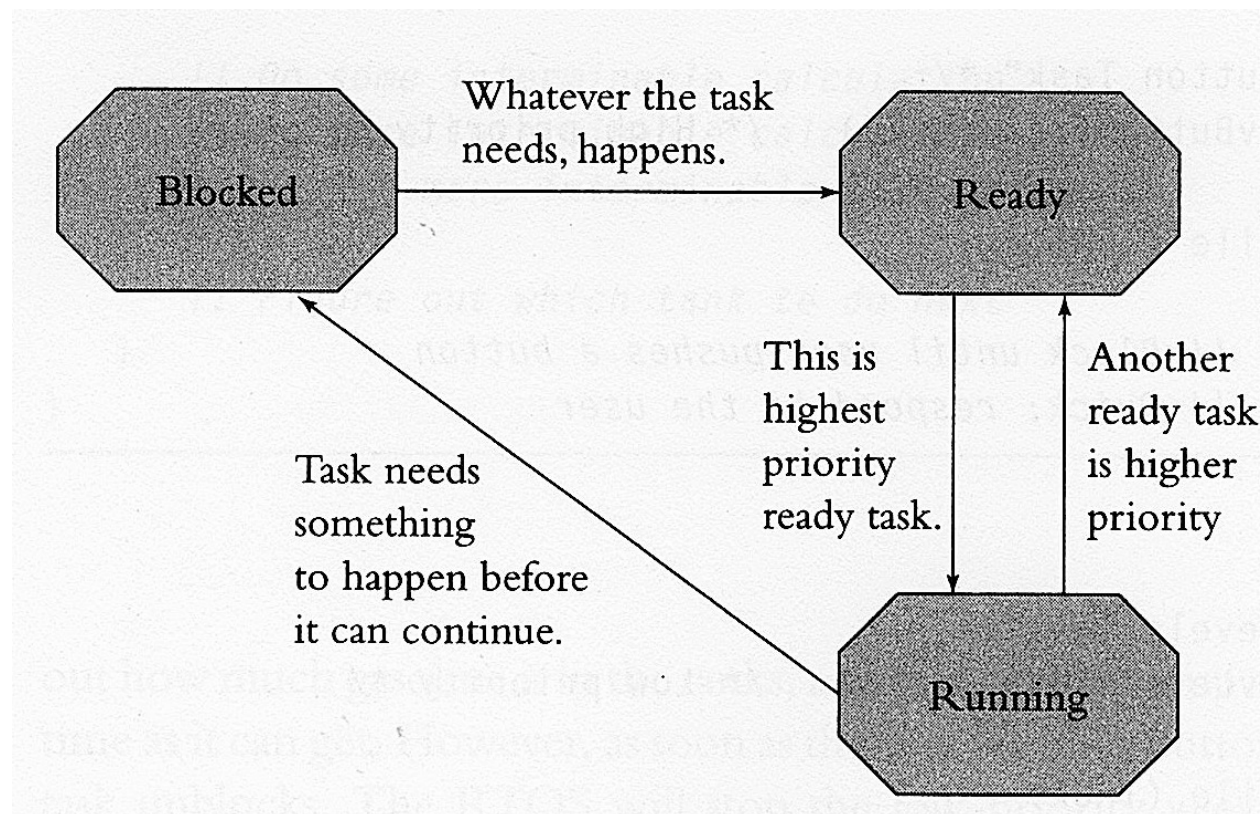 Whatever the task
needs, happens.
Blocked
Ready
This is
highest
priority
ready task.
Another
ready task
is higher
priority
Task needs
something
to happen before
it can continue.
Running